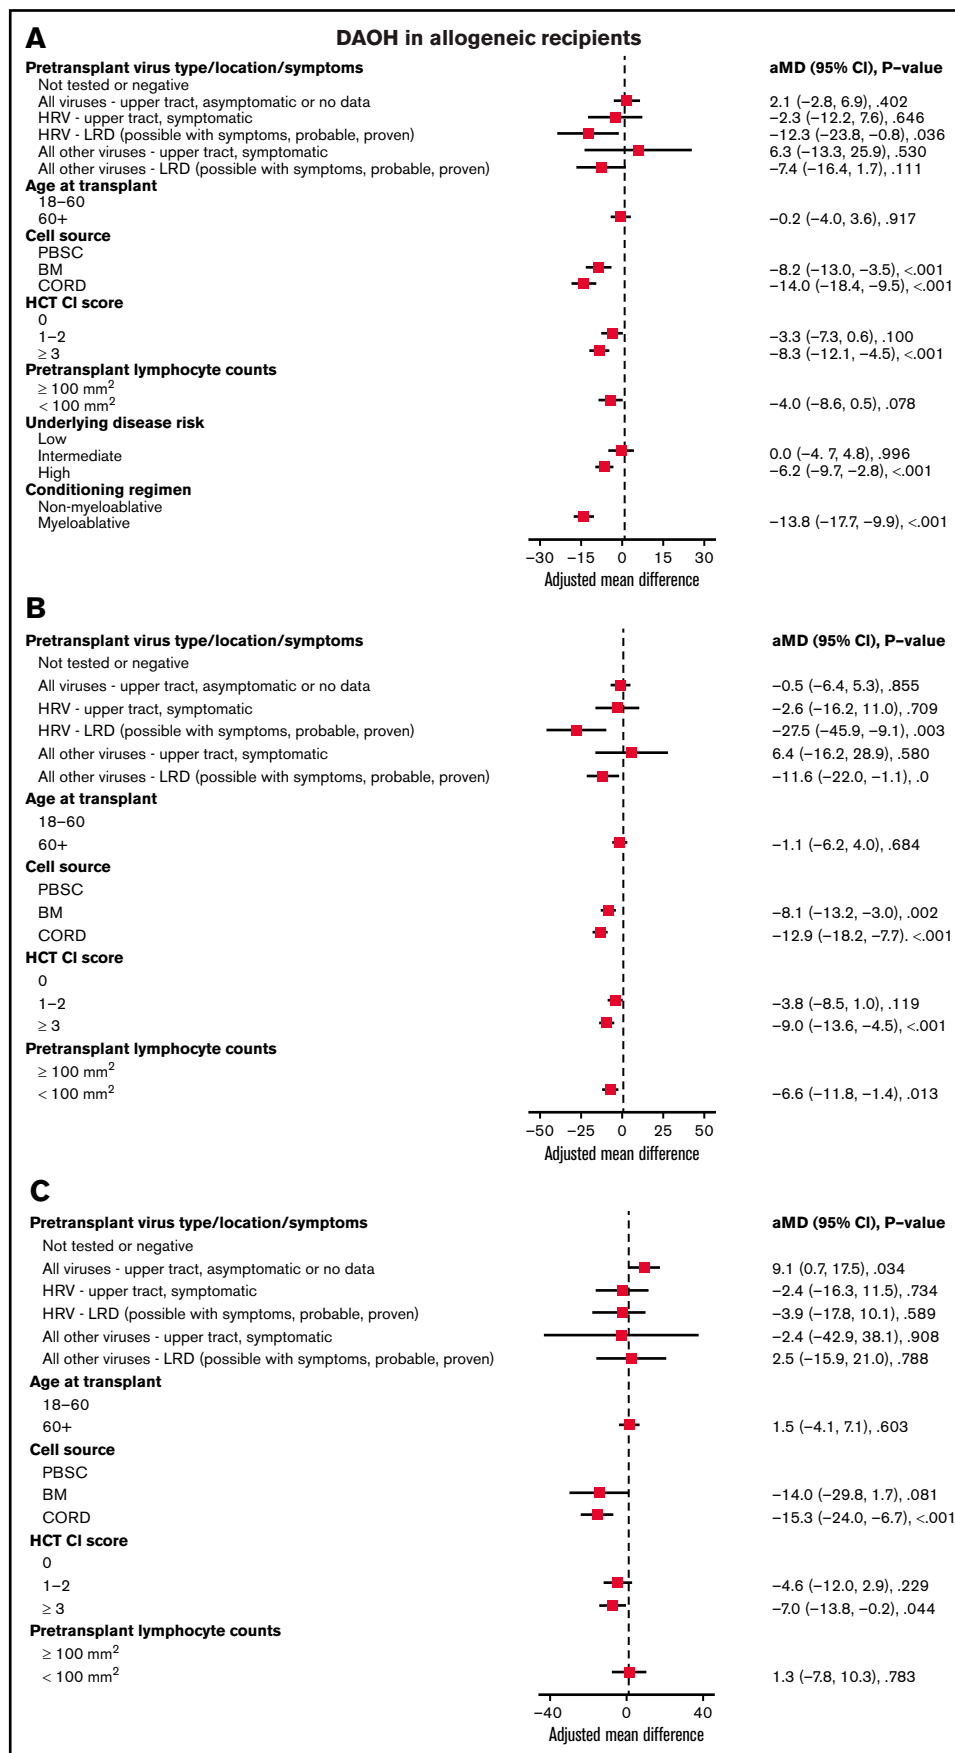 A
DAOH in allogeneic recipients
Pretransplant virus type/location/symptoms aMD (95% CI), P–value
Not tested or negative
All viruses - upper tract, asymptomatic or no data 2.1 (−2.8, 6.9), .402
HRV - upper tract, symptomatic −2.3 (−12.2, 7.6), .646
HRV - LRD (possible with symptoms, probable, proven) −12.3 (−23.8, −0.8), .036
All other viruses - upper tract, symptomatic 6.3 (−13.3, 25.9), .530
All other viruses - LRD (possible with symptoms, probable, proven) −7.4 (−16.4, 1.7), .111
Age at transplant
18–60
60+ −0.2 (−4.0, 3.6), .917
Cell source
PBSC
BM −8.2 (−13.0, −3.5), <.001
CORD −14.0 (−18.4, −9.5), <.001
HCT CI score
0
1–2 −3.3 (−7.3, 0.6), .100
≥ 3 −8.3 (−12.1, −4.5), <.001
Pretransplant lymphocyte counts
≥ 100 mm²
< 100 mm² −4.0 (−8.6, 0.5), .078
Underlying disease risk
Low
Intermediate 0.0 (−4. 7, 4.8), .996
High −6.2 (−9.7, −2.8), <.001
Conditioning regimen
Non-myeloablative
Myeloablative −13.8 (−17.7, −9.9), <.001
−30 −15 0 15 30
Adjusted mean difference
B
Pretransplant virus type/location/symptoms aMD (95% CI), P–value
Not tested or negative
All viruses - upper tract, asymptomatic or no data −0.5 (−6.4, 5.3), .855
HRV - upper tract, symptomatic −2.6 (−16.2, 11.0), .709
HRV - LRD (possible with symptoms, probable, proven) −27.5 (−45.9, −9.1), .003
All other viruses - upper tract, symptomatic 6.4 (−16.2, 28.9), .580
All other viruses - LRD (possible with symptoms, probable, proven) −11.6 (−22.0, −1.1), .0
Age at transplant
18–60
60+ −1.1 (−6.2, 4.0), .684
Cell source
PBSC
BM −8.1 (−13.2, −3.0), .002
CORD −12.9 (−18.2, −7.7). <.001
HCT CI score
0
1–2 −3.8 (−8.5, 1.0), .119
≥ 3 −9.0 (−13.6, −4.5), <.001
Pretransplant lymphocyte counts
≥ 100 mm²
< 100 mm² −6.6 (−11.8, −1.4), .013
−50 −25 0 25 50
Adjusted mean difference
C
Pretransplant virus type/location/symptoms aMD (95% CI), P–value
Not tested or negative
All viruses - upper tract, asymptomatic or no data 9.1 (0.7, 17.5), .034
HRV - upper tract, symptomatic −2.4 (−16.3, 11.5), .734
HRV - LRD (possible with symptoms, probable, proven) −3.9 (−17.8, 10.1), .589
All other viruses - upper tract, symptomatic −2.4 (−42.9, 38.1), .908
All other viruses - LRD (possible with symptoms, probable, proven) 2.5 (−15.9, 21.0), .788
Age at transplant
18–60
60+ 1.5 (−4.1, 7.1), .603
Cell source
PBSC
BM −14.0 (−29.8, 1.7), .081
CORD −15.3 (−24.0, −6.7), <.001
HCT CI score
0
1–2 −4.6 (−12.0, 2.9), .229
≥ 3 −7.0 (−13.8, −0.2), .044
Pretransplant lymphocyte counts
≥ 100 mm²
< 100 mm² 1.3 (−7.8, 10.3), .783
−40 0 40
Adjusted mean difference